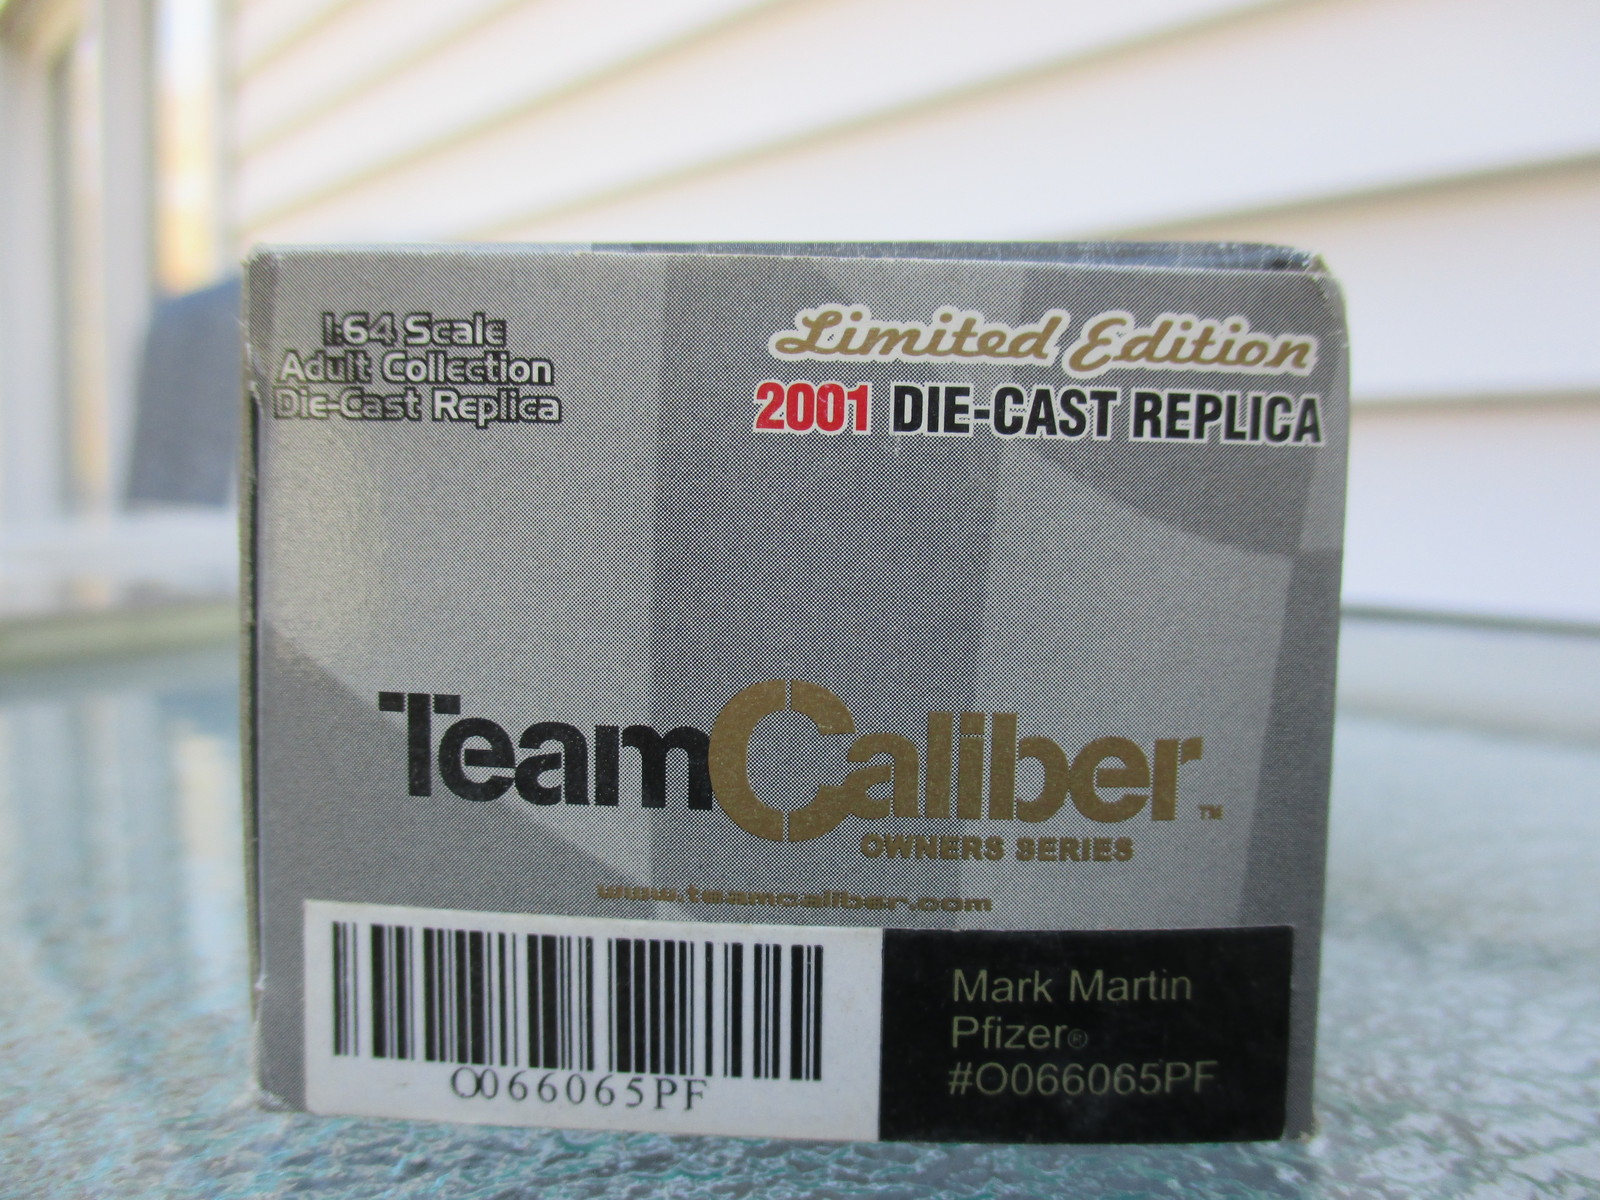 1:64 Scale
Adult Collection
Die-Cast Replica
Limited Edition
2001 DIE-CAST REPLICA
TeamCaliber™
OWNERS SERIES
www.teamcaliber.com
O066065PF
Mark Martin
Pfizer®
#O066065PF